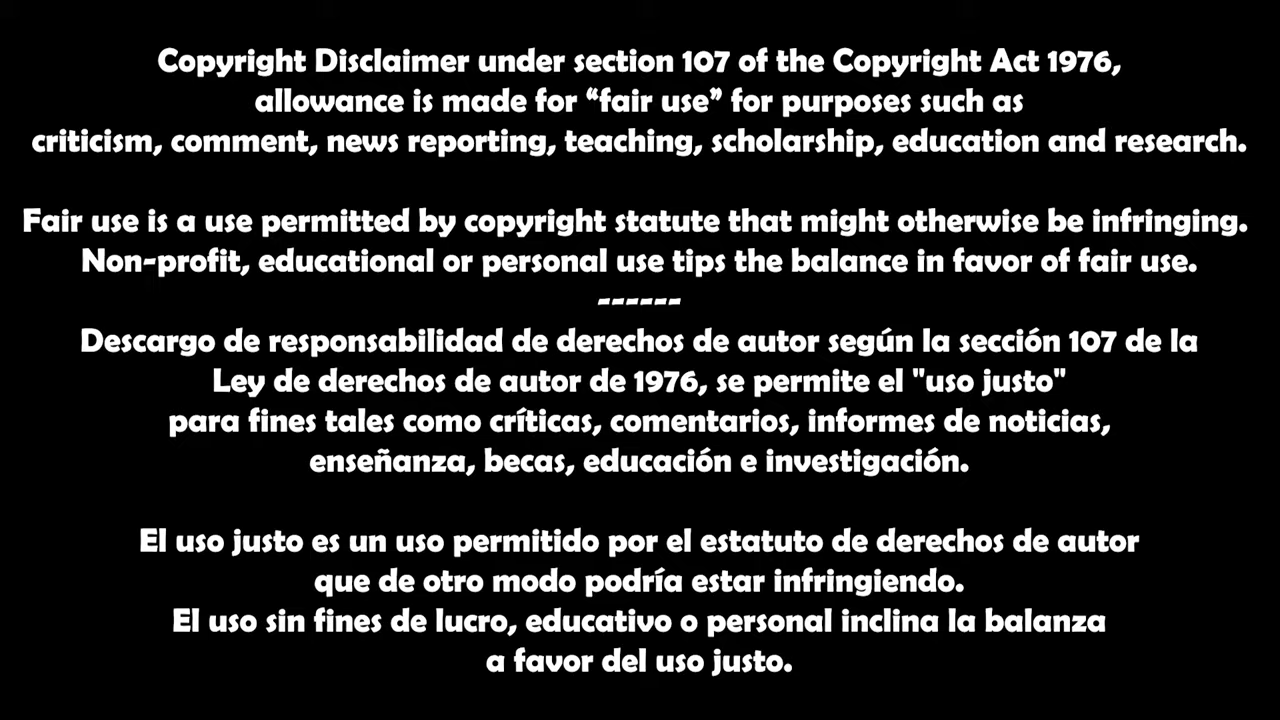 Copyright Disclaimer under section 107 of the Copyright Act 1976,
allowance is made for “fair use” for purposes such as
criticism, comment, news reporting, teaching, scholarship, education and research.
Fair use is a use permitted by copyright statute that might otherwise be infringing.
Non-profit, educational or personal use tips the balance in favor of fair use.
------
Descargo de responsabilidad de derechos de autor según la sección 107 de la
Ley de derechos de autor de 1976, se permite el "uso justo"
para fines tales como críticas, comentarios, informes de noticias,
enseñanza, becas, educación e investigación.
El uso justo es un uso permitido por el estatuto de derechos de autor
que de otro modo podría estar infringiendo.
El uso sin fines de lucro, educativo o personal inclina la balanza
a favor del uso justo.